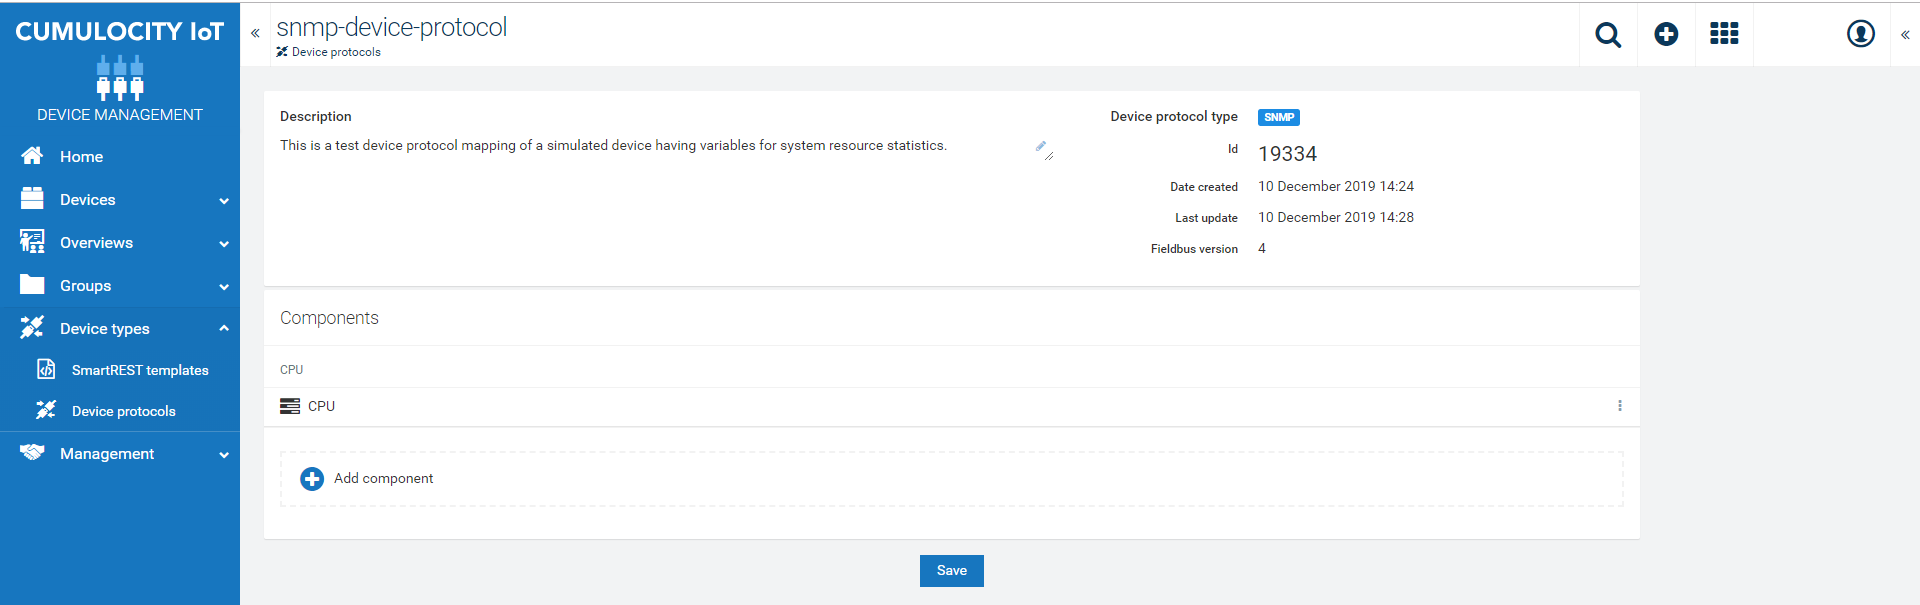 CUMULOCITY IoT
DEVICE MANAGEMENT
Home
Devices
Overviews
Groups
Device types
SmartREST templates
Device protocols
Management
snmp-device-protocol
Device protocols
Description
This is a test device protocol mapping of a simulated device having variables for system resource statistics.
Device protocol type SNMP
Id 19334
Date created 10 December 2019 14:24
Last update 10 December 2019 14:28
Fieldbus version 4
Components
CPU
CPU
Add component
Save